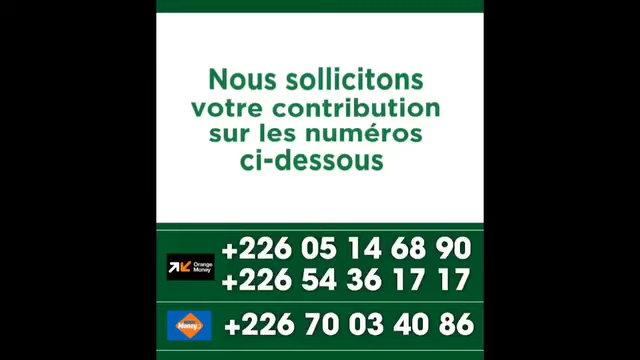 Nous sollicitons
votre contribution
sur les numéros
ci-dessous
+226 05 14 68 90
Orange
Money
+226 54 36 17 17
Money
+226 70 03 40 86